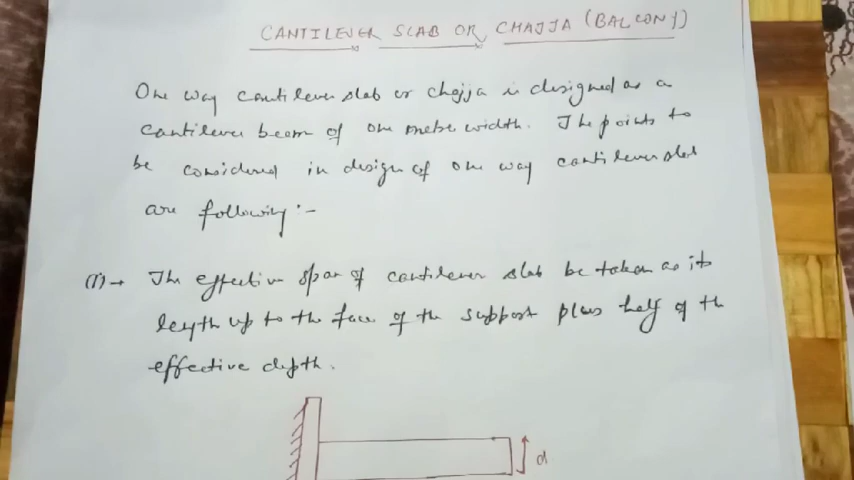 CANTILEVER SLAB OR CHAJJA (BALCONY)
One way cantilever slab or chajja is designed as a
cantilever beam of one metre width. The points to
be considered in design of one way cantilever slab
are following:-
(1)→ The effective span of cantilever slab be taken as its
length up to the face of the support plus half of the
effective depth.
d